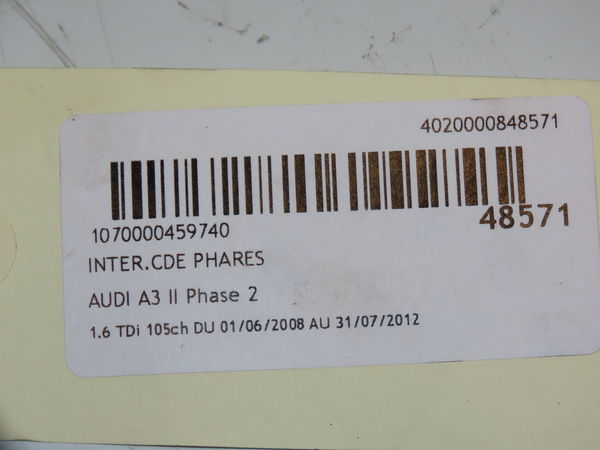 4020000848571
48571
1070000459740
INTER.CDE PHARES
AUDI A3 II Phase 2
1.6 TDi 105ch DU 01/06/2008 AU 31/07/2012